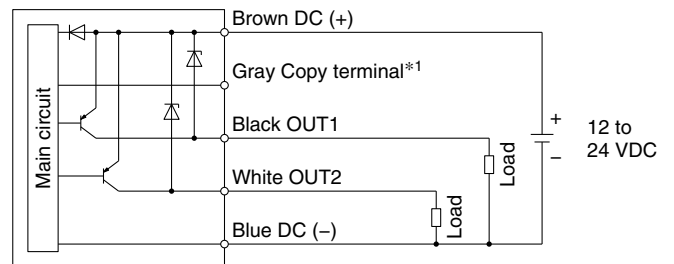 Brown DC (+)
Gray Copy terminal*1
Black OUT1
White OUT2
Blue DC (−)
Main circuit
Load
Load
+
−
12 to
24 VDC